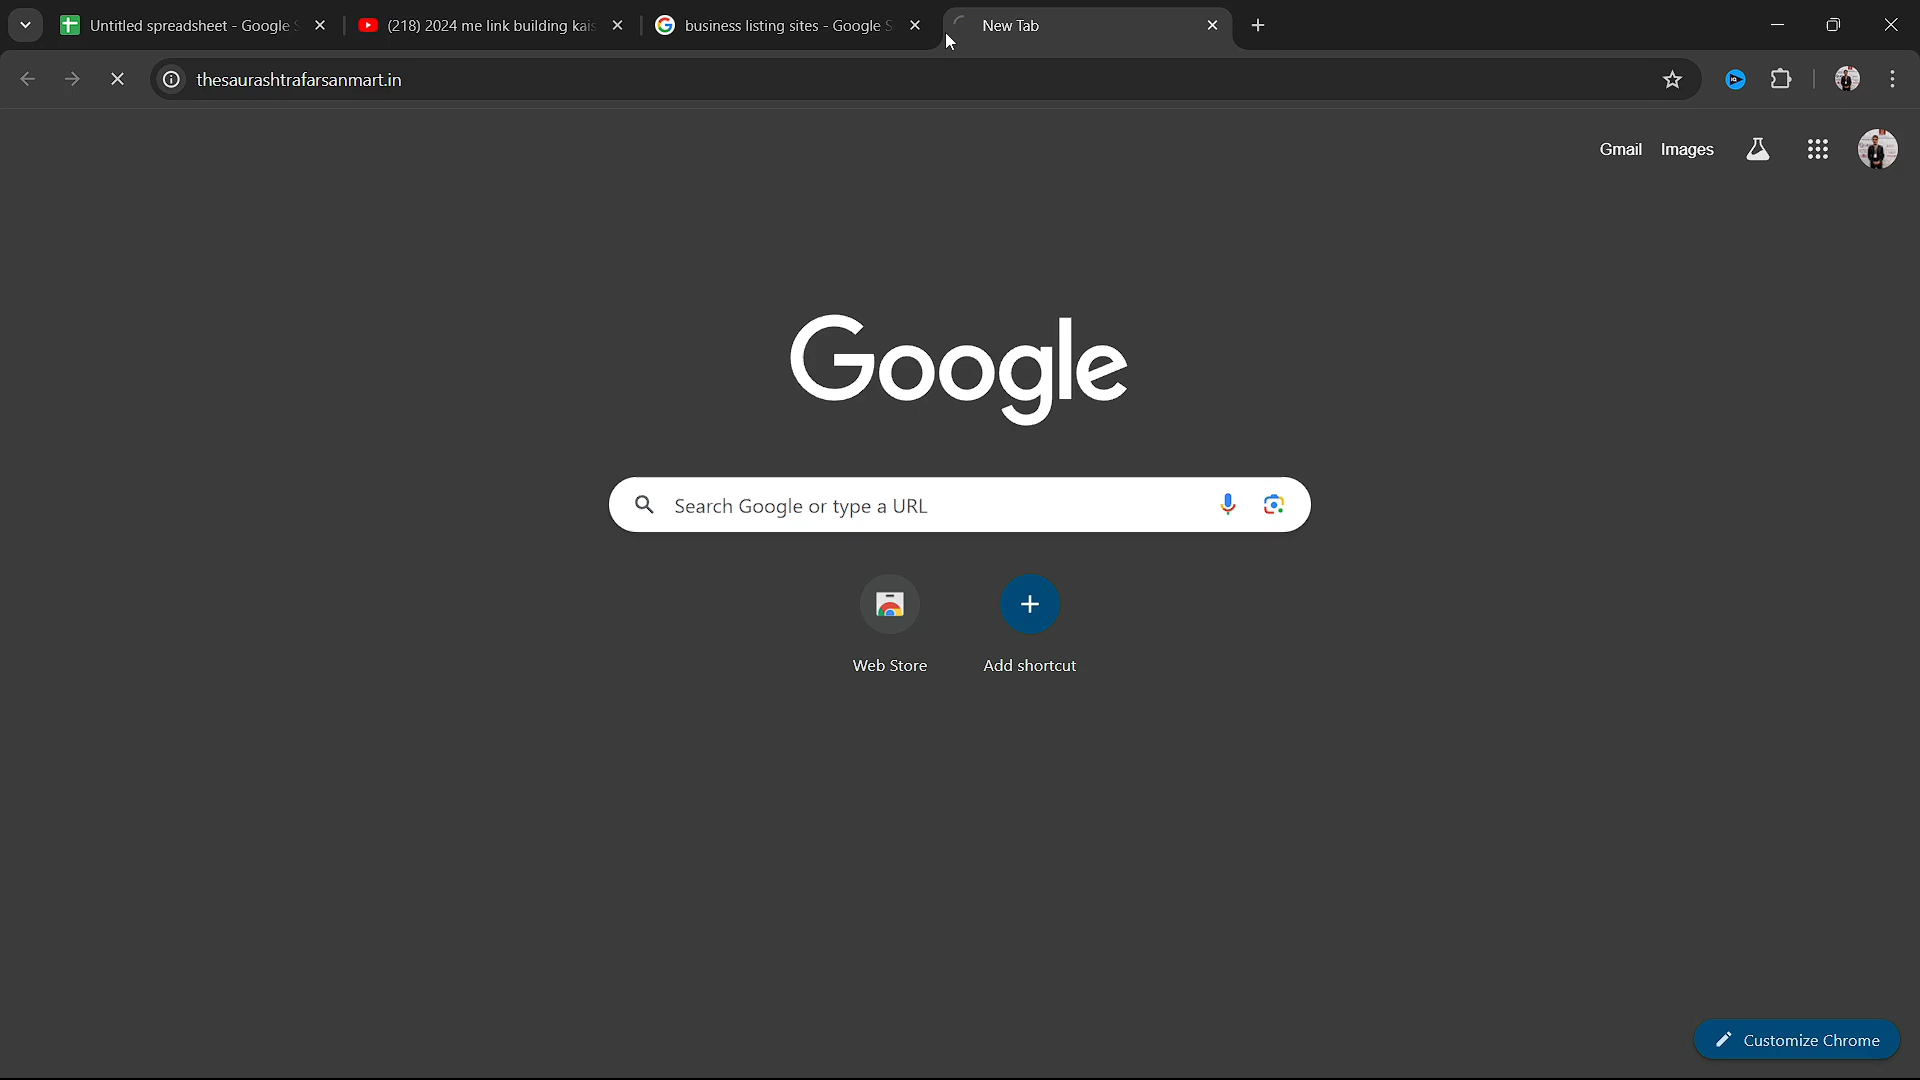 Untitled spreadsheet - Google S
(218) 2024 me link building kais
business listing sites - Google S
New Tab
thesaurashtrafarsanmart.in
Gmail
Images
Google
Search Google or type a URL
Web Store
Add shortcut
Customize Chrome